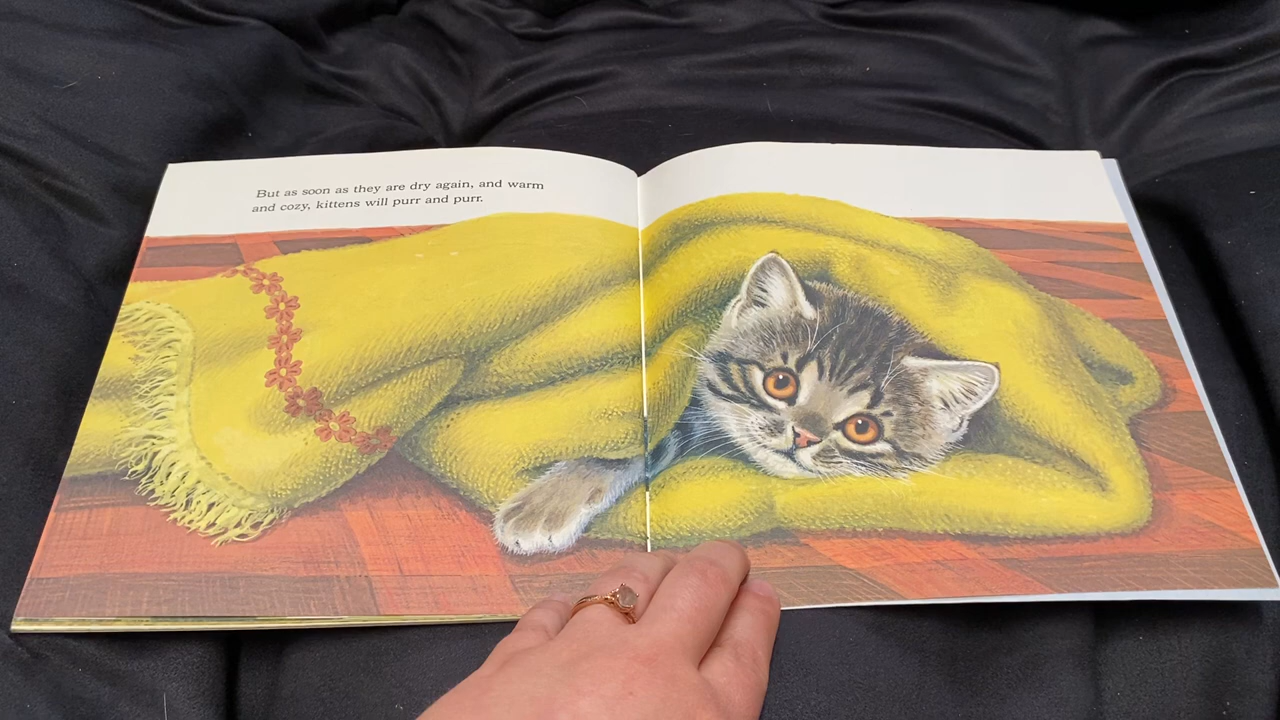 But as soon as they are dry again, and warm
and cozy, kittens will purr and purr.